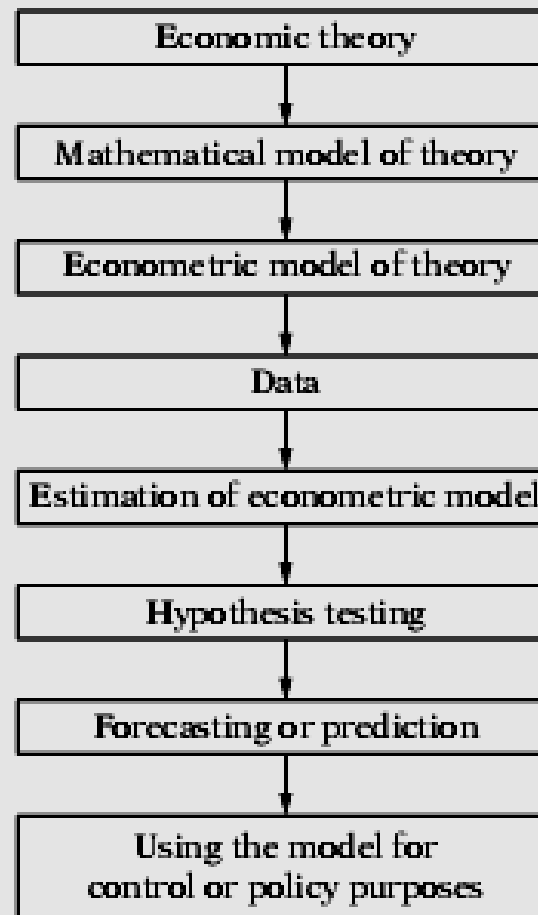 Economic theory
Mathematical model of theory
Econometric model of theory
Data
Estimation of econometric model
Hypothesis testing
Forecasting or prediction
Using the model for
control or policy purposes